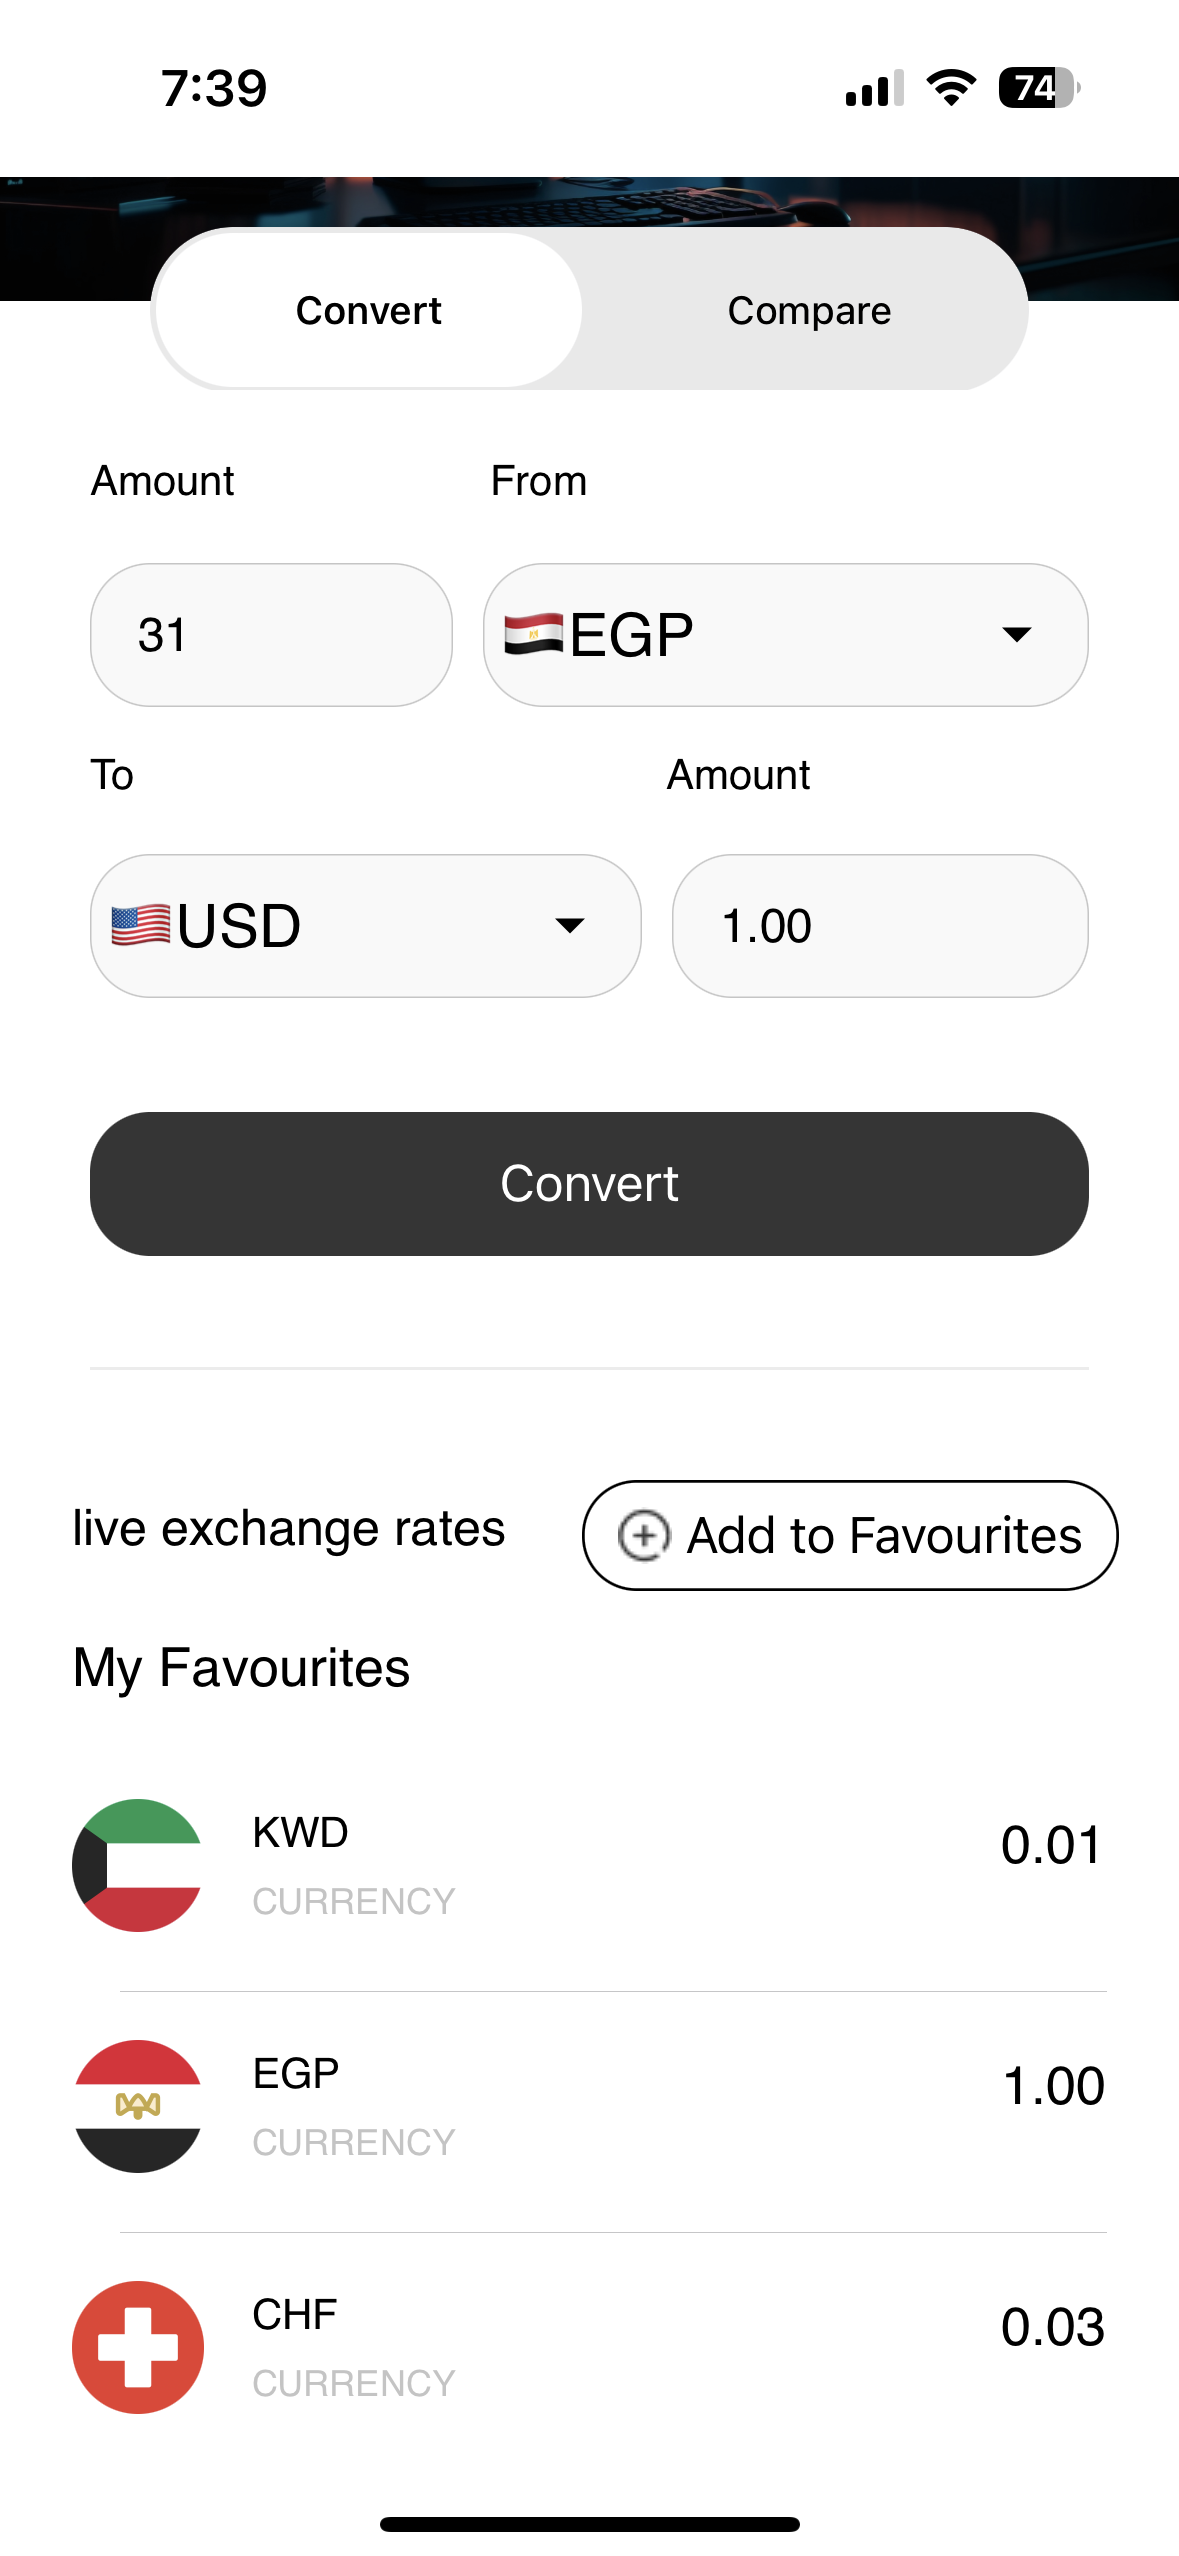 7:39
74
Convert
Compare
Amount
From
31
🇪🇬EGP
To
Amount
🇺🇸USD
1.00
Convert
live exchange rates
Add to Favourites
My Favourites
KWD
0.01
CURRENCY
EGP
1.00
CURRENCY
CHF
0.03
CURRENCY